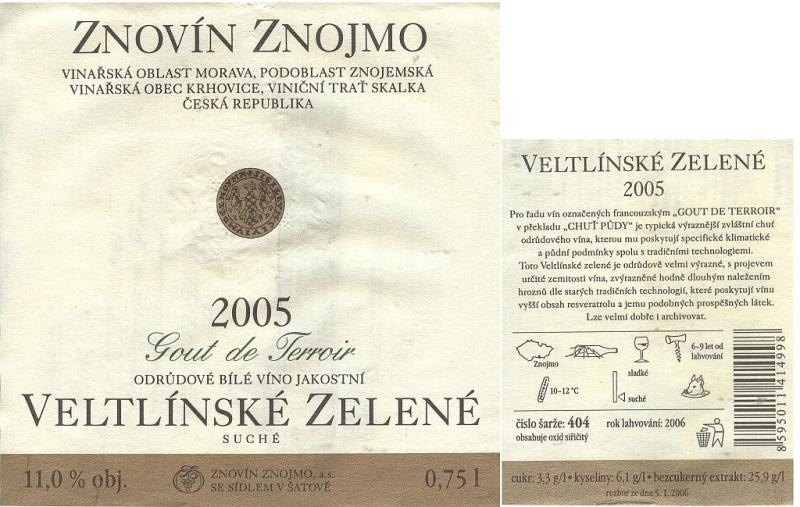 ZNOVÍN ZNOJMO
VINAŘSKÁ OBLAST MORAVA, PODOBLAST ZNOJEMSKÁ
VINAŘSKÁ OBEC KRHOVICE, VINIČNÍ TRAŤ SKALKA
ČESKÁ REPUBLIKA
2005
Gout de Terroir
ODRŮDOVÉ BÍLÉ VÍNO JAKOSTNÍ
VELTLÍNSKÉ ZELENÉ
SUCHÉ
11,0 % obj.
ZNOVÍN ZNOJMO, a.s.
SE SÍDLEM V ŠATOVĚ
0,75 l
VELTLÍNSKÉ ZELENÉ
2005
Pro řadu vín označených francouzským „GOUT DE TERROIR“
v překladu „CHUŤ PŮDY“ je typická výraznější zvláštní chuť
odrůdového vína, kterou mu poskytují specifické klimatické
a půdní podmínky spolu s tradičními technologiemi.
Toto Veltlínské zelené je odrůdově velmi výrazné, s projevem
určité zemitosti vína, zvýrazněné hodně dlouhým naležením
hroznů dle starých tradičních technologií, které poskytují vínu
vyšší obsah resveratrolu a jemu podobných prospěšných látek.
Lze velmi dobře i archivovat.
Znojmo
6–9 let od
lahvování
sladké
10–12 °C
suché
číslo šarže: 404
rok lahvování: 2006
obsahuje oxid siřičitý
8595011414998
cukr: 3,3 g/l • kyseliny: 6,1 g/l • bezcukerný extrakt: 25,9 g/l
rozbor ze dne 5. 1. 2006